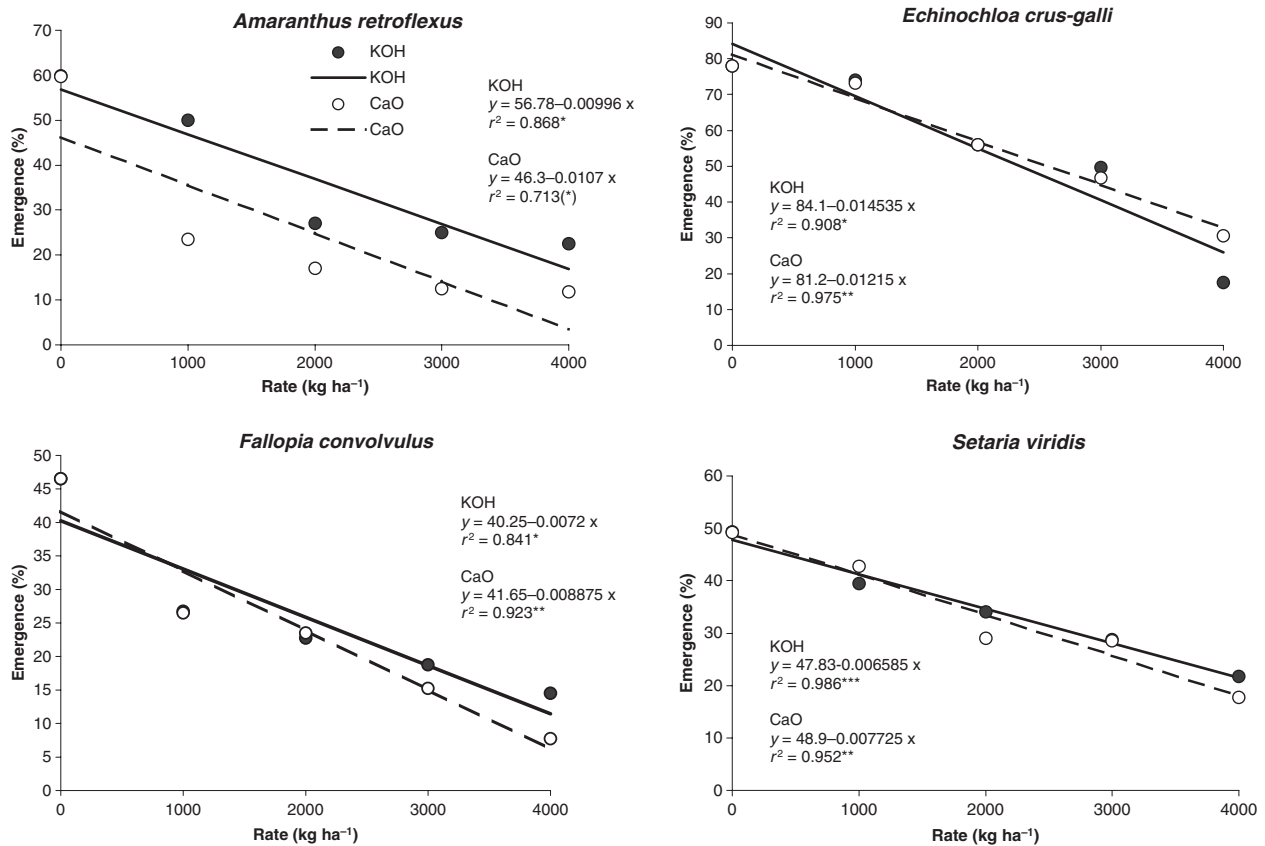 Amaranthus retroflexus
70
60
50
40
30
20
10
0
Emergence (%)
KOH
KOH
CaO
CaO
KOH
y = 56.78–0.00996 x
r² = 0.868*
CaO
y = 46.3–0.0107 x
r² = 0.713(*)
0 1000 2000 3000 4000
Rate (kg ha⁻¹)
Echinochloa crus-galli
90
80
70
60
50
40
30
20
10
0
Emergence (%)
KOH
y = 84.1–0.014535 x
r² = 0.908*
CaO
y = 81.2–0.01215 x
r² = 0.975**
0 1000 2000 3000 4000
Rate (kg ha⁻¹)
Fallopia convolvulus
50
45
40
35
30
25
20
15
10
5
0
Emergence (%)
KOH
y = 40.25–0.0072 x
r² = 0.841*
CaO
y = 41.65–0.008875 x
r² = 0.923**
0 1000 2000 3000 4000
Rate (kg ha⁻¹)
Setaria viridis
60
50
40
30
20
10
0
Emergence (%)
KOH
y = 47.83-0.006585 x
r² = 0.986***
CaO
y = 48.9–0.007725 x
r² = 0.952**
0 1000 2000 3000 4000
Rate (kg ha⁻¹)